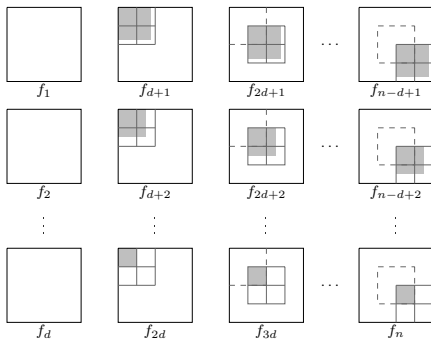 ⋯
f_1 f_{d+1} f_{2d+1} f_{n-d+1}
⋯
f_2 f_{d+2} f_{2d+2} f_{n-d+2}
⋮ ⋮ ⋮ ⋮
⋯
f_d f_{2d} f_{3d} f_n